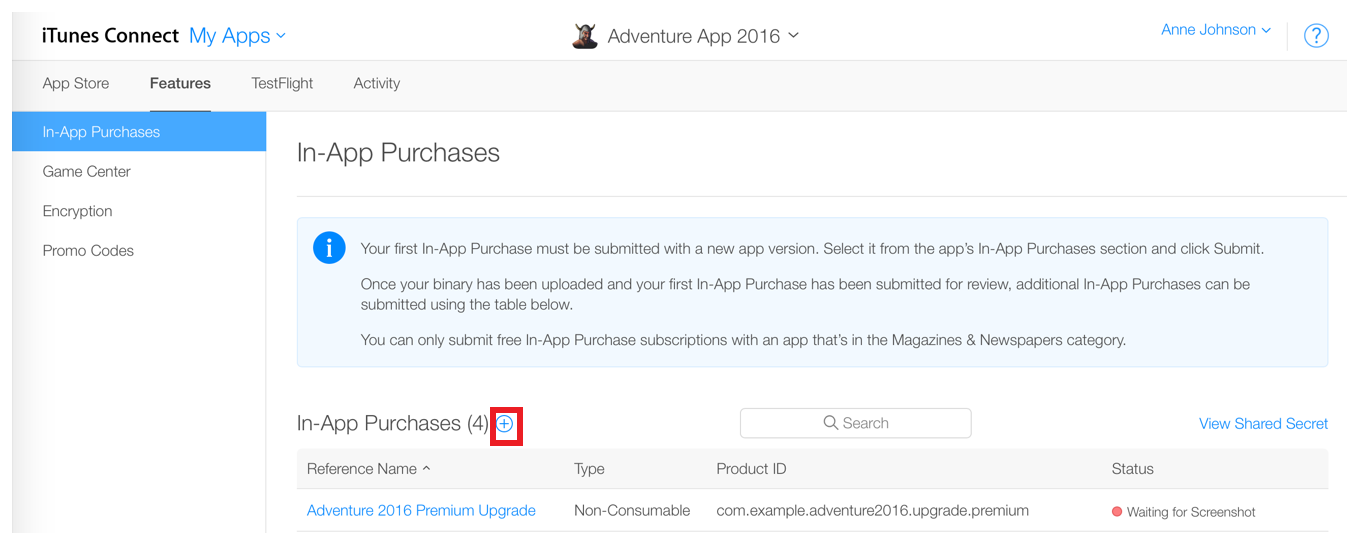 iTunes Connect My Apps Adventure App 2016 Anne Johnson ?
App Store Features TestFlight Activity
In-App Purchases
Game Center
Encryption
Promo Codes
In-App Purchases
i
Your first In-App Purchase must be submitted with a new app version. Select it from the app's In-App Purchases section and click Submit.
Once your binary has been uploaded and your first In-App Purchase has been submitted for review, additional In-App Purchases can be
submitted using the table below.
You can only submit free In-App Purchase subscriptions with an app that's in the Magazines & Newspapers category.
In-App Purchases (4) Search View Shared Secret
Reference Name Type Product ID Status
Adventure 2016 Premium Upgrade Non-Consumable com.example.adventure2016.upgrade.premium Waiting for Screenshot